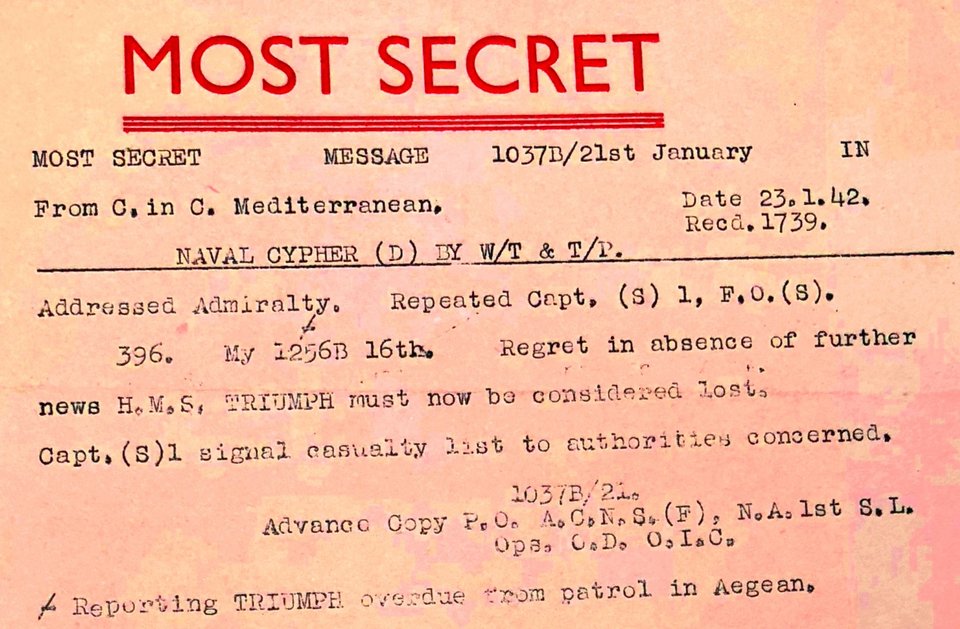 MOST SECRET
MOST SECRET MESSAGE 1037B/21st January IN
From C. in C. Mediterranean. Date 23.1.42.
Recd. 1739.
NAVAL CYPHER (D) BY W/T & T/P.
Addressed Admiralty. Repeated Capt. (S) 1, F.O.(S).
396. My 1256B 16th. Regret in absence of further
news H.M.S. TRIUMPH must now be considered lost.
Capt.(S)1 signal casualty list to authorities concerned.
1037B/21.
Advance Copy P.O. A.C.N.S.(F), N.A.1st S.L.
Ops. O.D. O.I.C.
Reporting TRIUMPH overdue from patrol in Aegean.